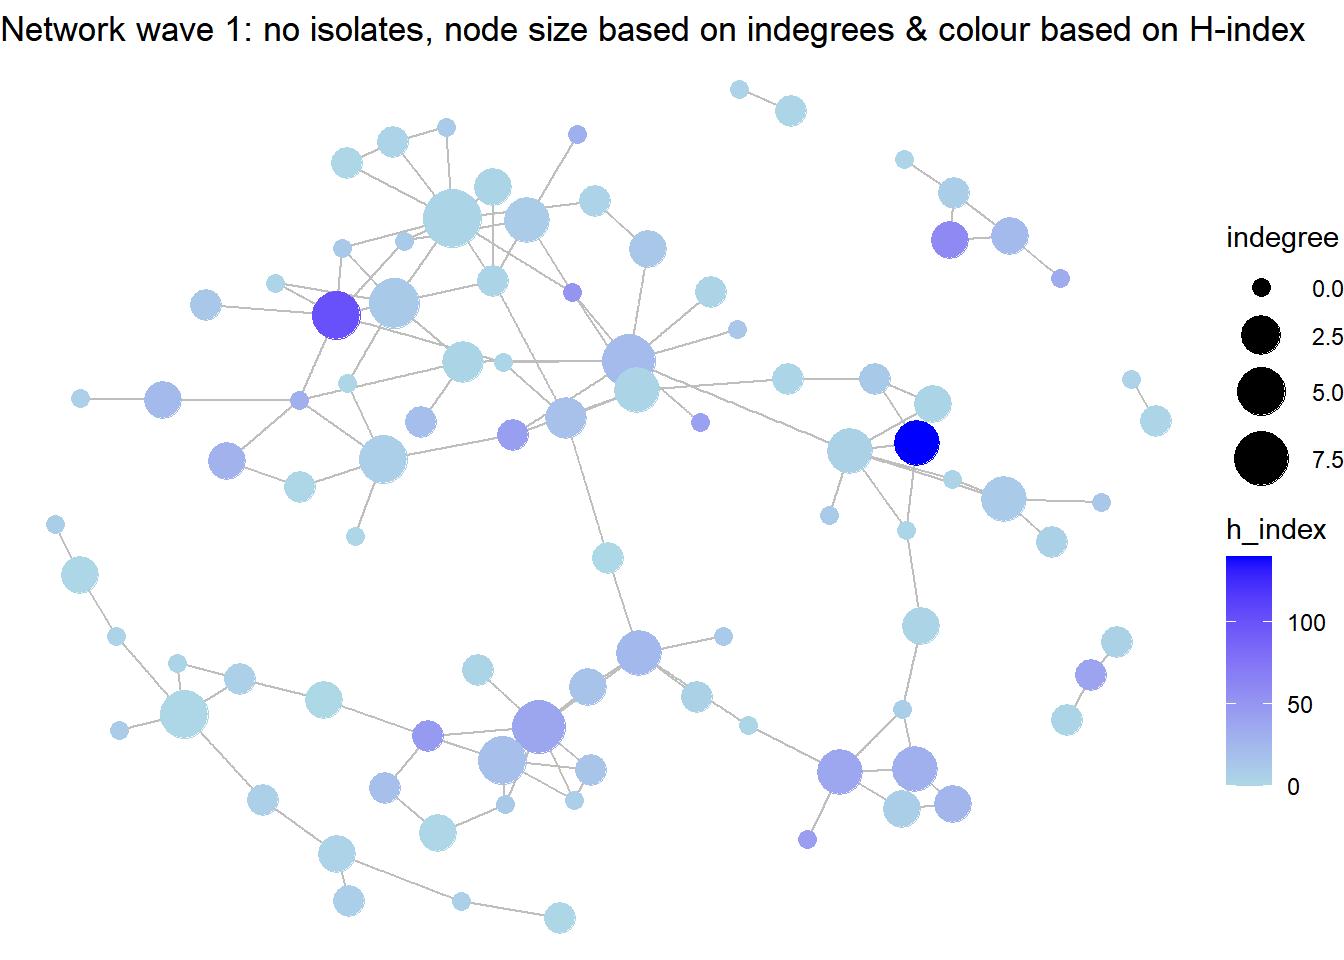 Network wave 1: no isolates, node size based on indegrees & colour based on H-index
indegree
0.0
2.5
5.0
7.5
h_index
100
50
0